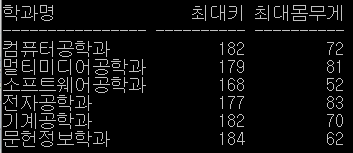 학과명 최대키 최대몸무게
----------------- ---------- ----------
컴퓨터공학과 182 72
멀티미디어공학과 179 81
소프트웨어공학과 168 52
전자공학과 177 83
기계공학과 182 70
문헌정보학과 184 62